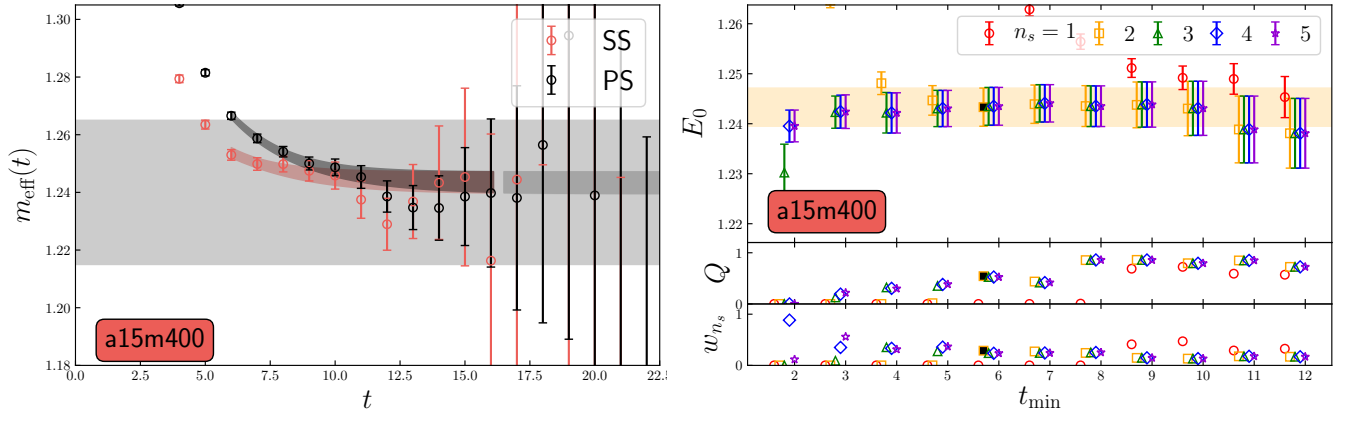 1.30
1.28
1.26
1.24
1.22
1.20
1.18
m_eff(t)
SS
PS
a15m400
0.0 2.5 5.0 7.5 10.0 12.5 15.0 17.5 20.0 22.5
t
1.26
1.25
1.24
1.23
1.22
E_0
n_s = 1 2 3 4 5
a15m400
1
0
Q
1
0
w_{n_s}
2 3 4 5 6 7 8 9 10 11 12
t_min